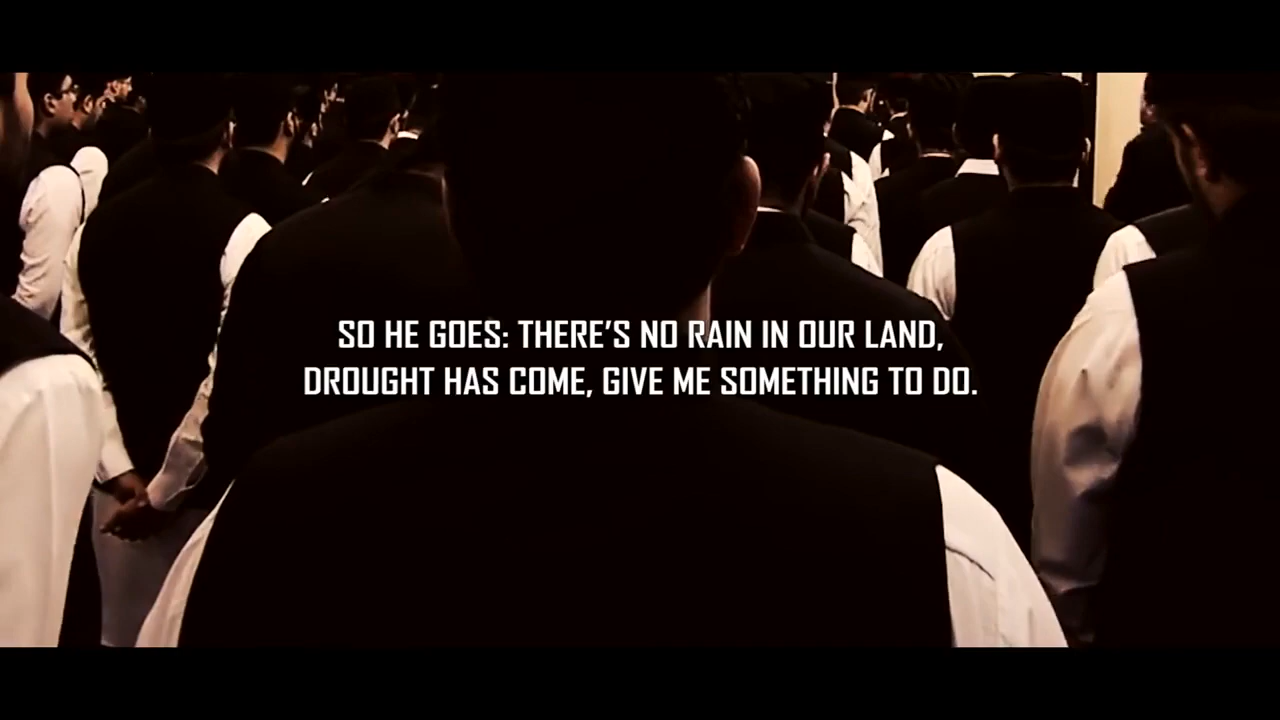 SO HE GOES: THERE'S NO RAIN IN OUR LAND,
DROUGHT HAS COME, GIVE ME SOMETHING TO DO.